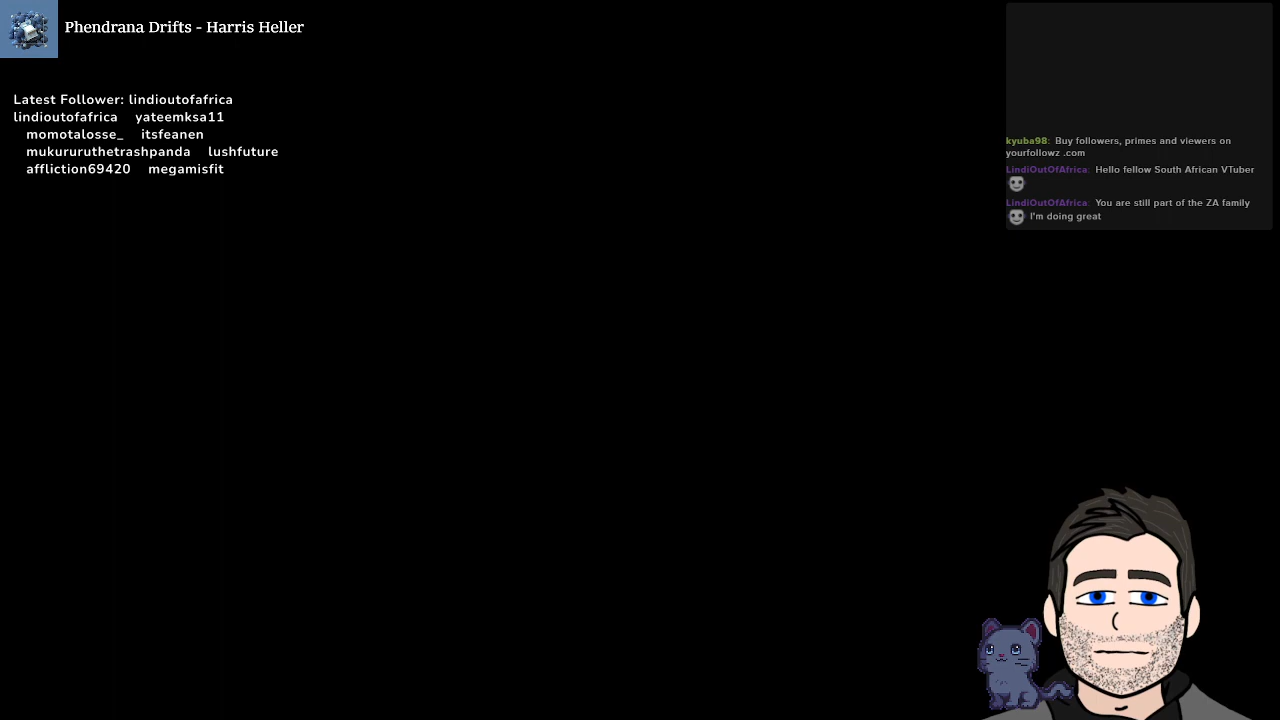 Phendrana Drifts - Harris Heller
Latest Follower: lindioutofafrica
lindioutofafrica yateemksa11
momotalosse_ itsfeanen
mukururuthetrashpanda lushfuture
affliction69420 megamisfit
kyuba98: Buy followers, primes and viewers on
yourfollowz .com
LindiOutOfAfrica: Hello fellow South African VTuber
LindiOutOfAfrica: You are still part of the ZA family
I'm doing great